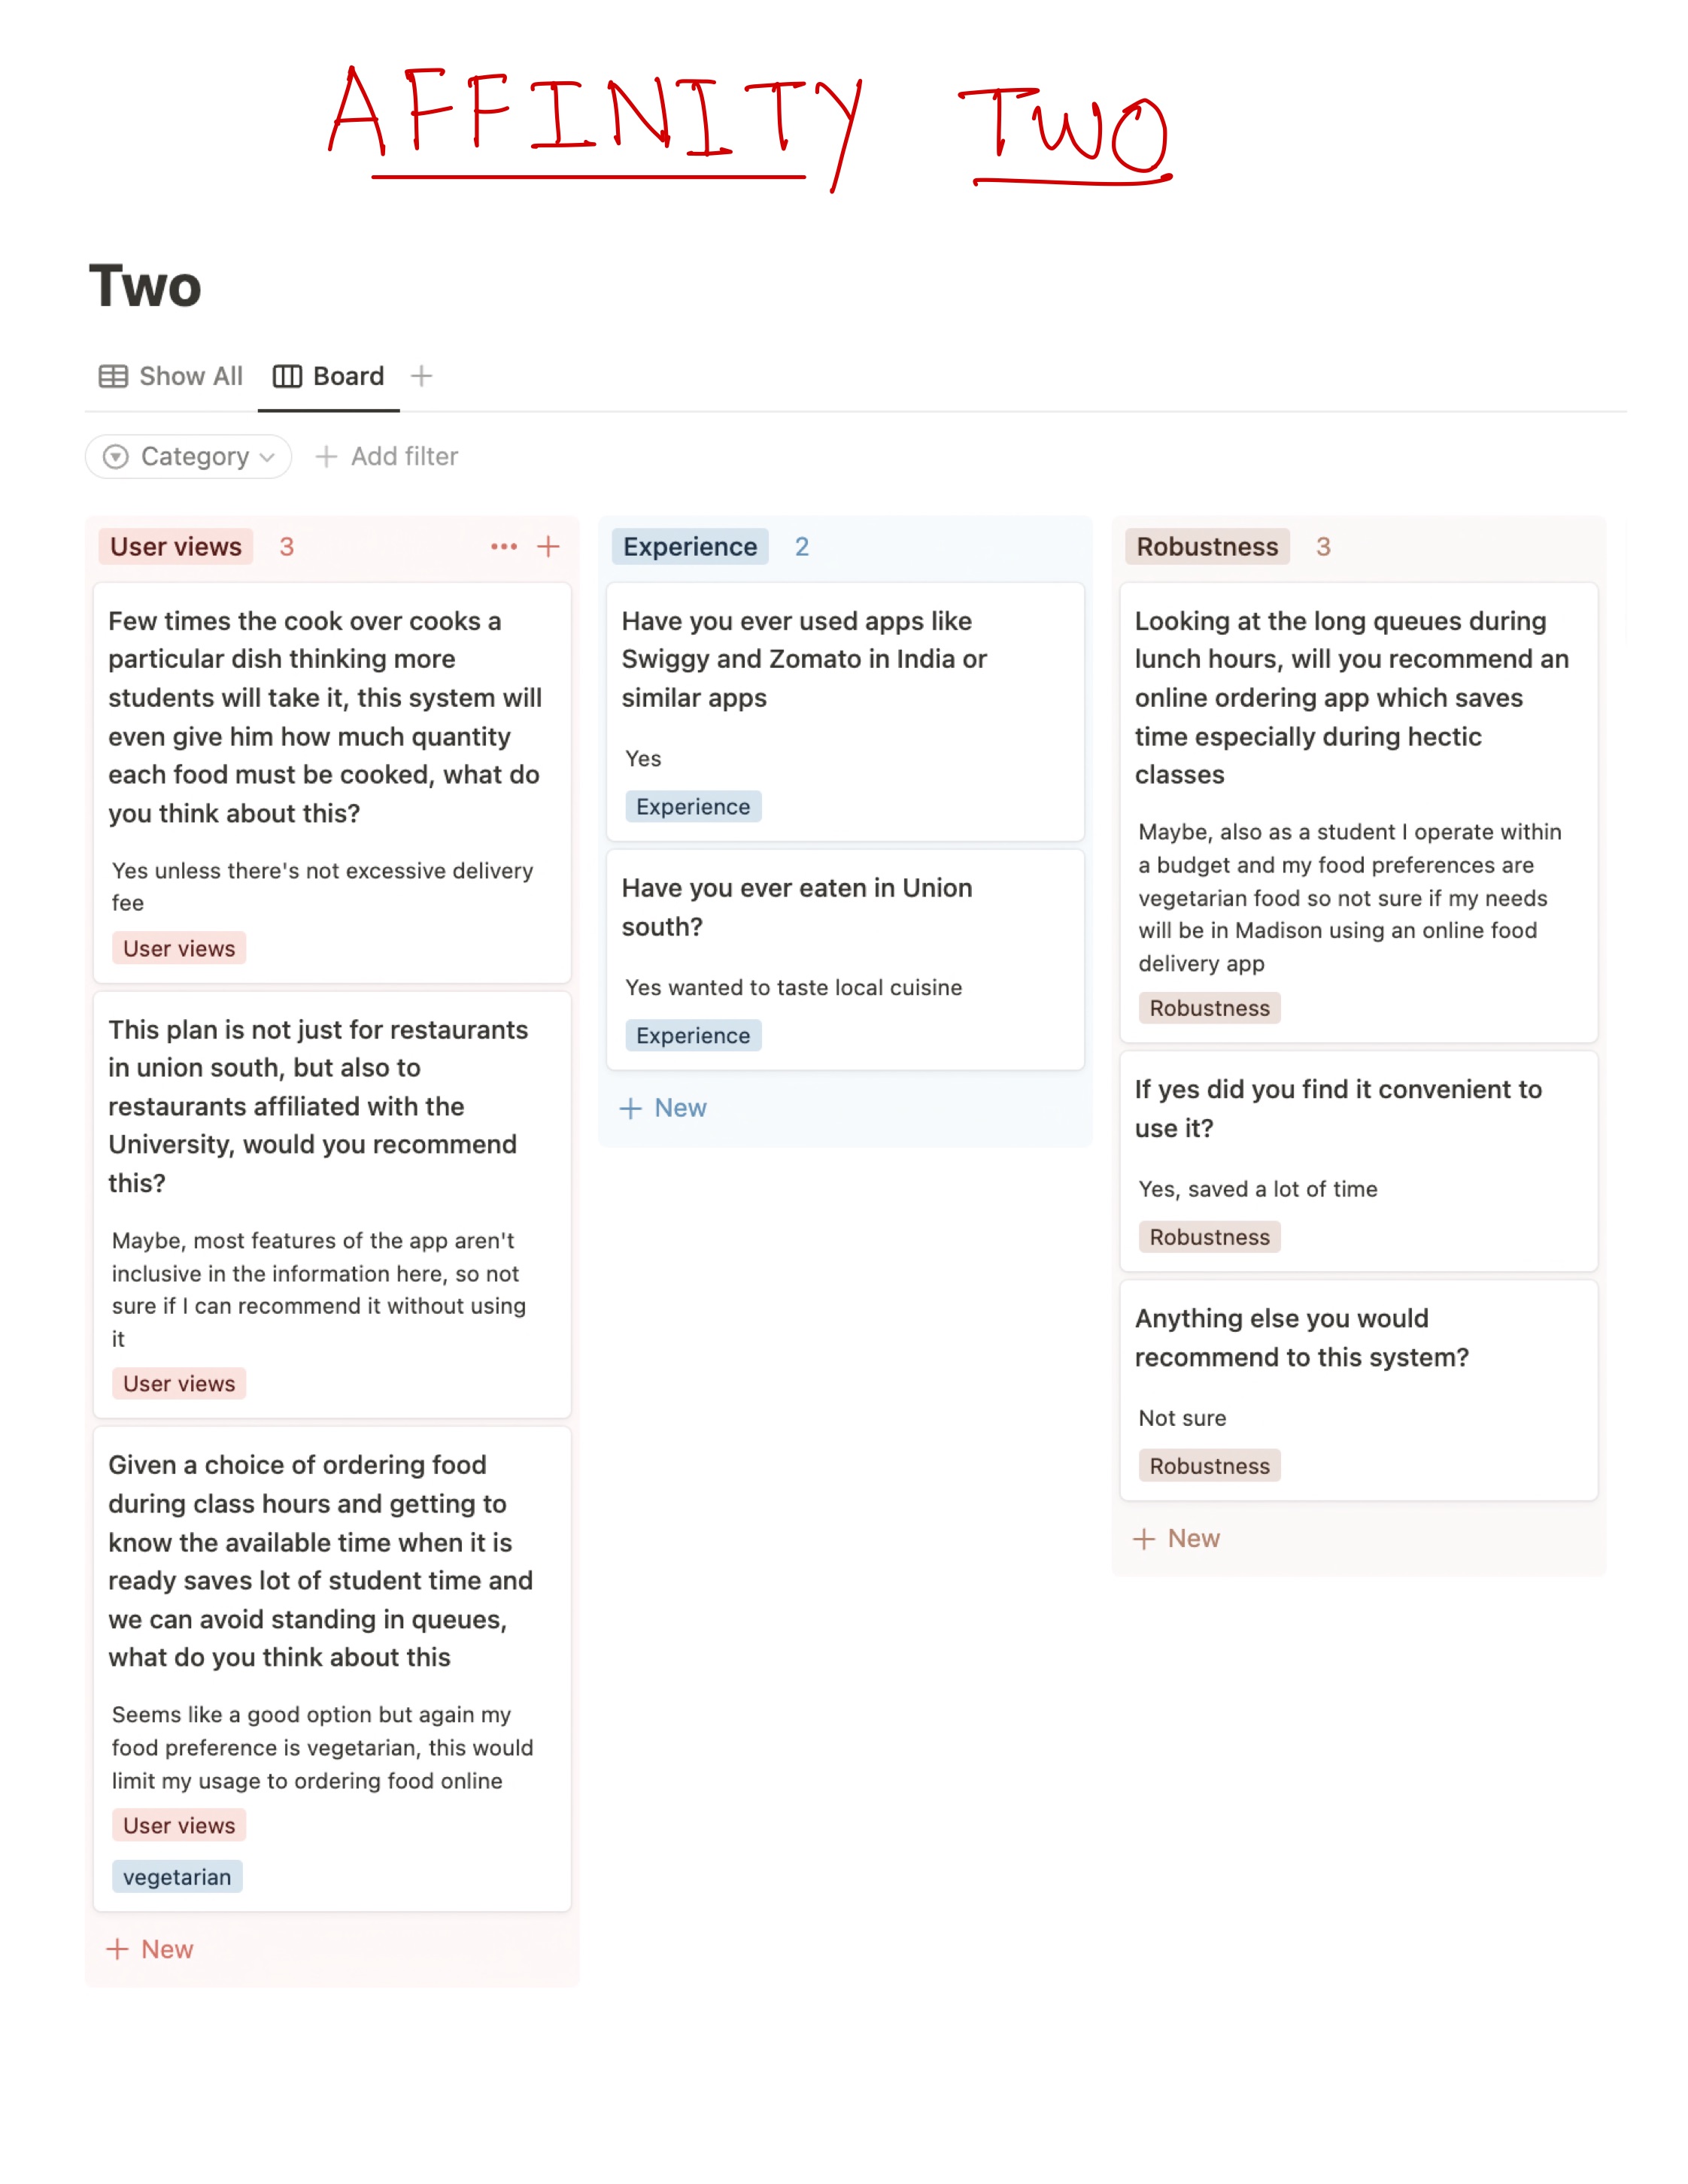 AFFINITY TWO
Two
Show All Board
Category Add filter
User views 3
Few times the cook over cooks a
particular dish thinking more
students will take it, this system will
even give him how much quantity
each food must be cooked, what do
you think about this?
Yes unless there's not excessive delivery
fee
User views
This plan is not just for restaurants
in union south, but also to
restaurants affiliated with the
University, would you recommend
this?
Maybe, most features of the app aren't
inclusive in the information here, so not
sure if I can recommend it without using
it
User views
Given a choice of ordering food
during class hours and getting to
know the available time when it is
ready saves lot of student time and
we can avoid standing in queues,
what do you think about this
Seems like a good option but again my
food preference is vegetarian, this would
limit my usage to ordering food online
User views
vegetarian
+ New
Experience 2
Have you ever used apps like
Swiggy and Zomato in India or
similar apps
Yes
Experience
Have you ever eaten in Union
south?
Yes wanted to taste local cuisine
Experience
+ New
Robustness 3
Looking at the long queues during
lunch hours, will you recommend an
online ordering app which saves
time especially during hectic
classes
Maybe, also as a student I operate within
a budget and my food preferences are
vegetarian food so not sure if my needs
will be in Madison using an online food
delivery app
Robustness
If yes did you find it convenient to
use it?
Yes, saved a lot of time
Robustness
Anything else you would
recommend to this system?
Not sure
Robustness
+ New